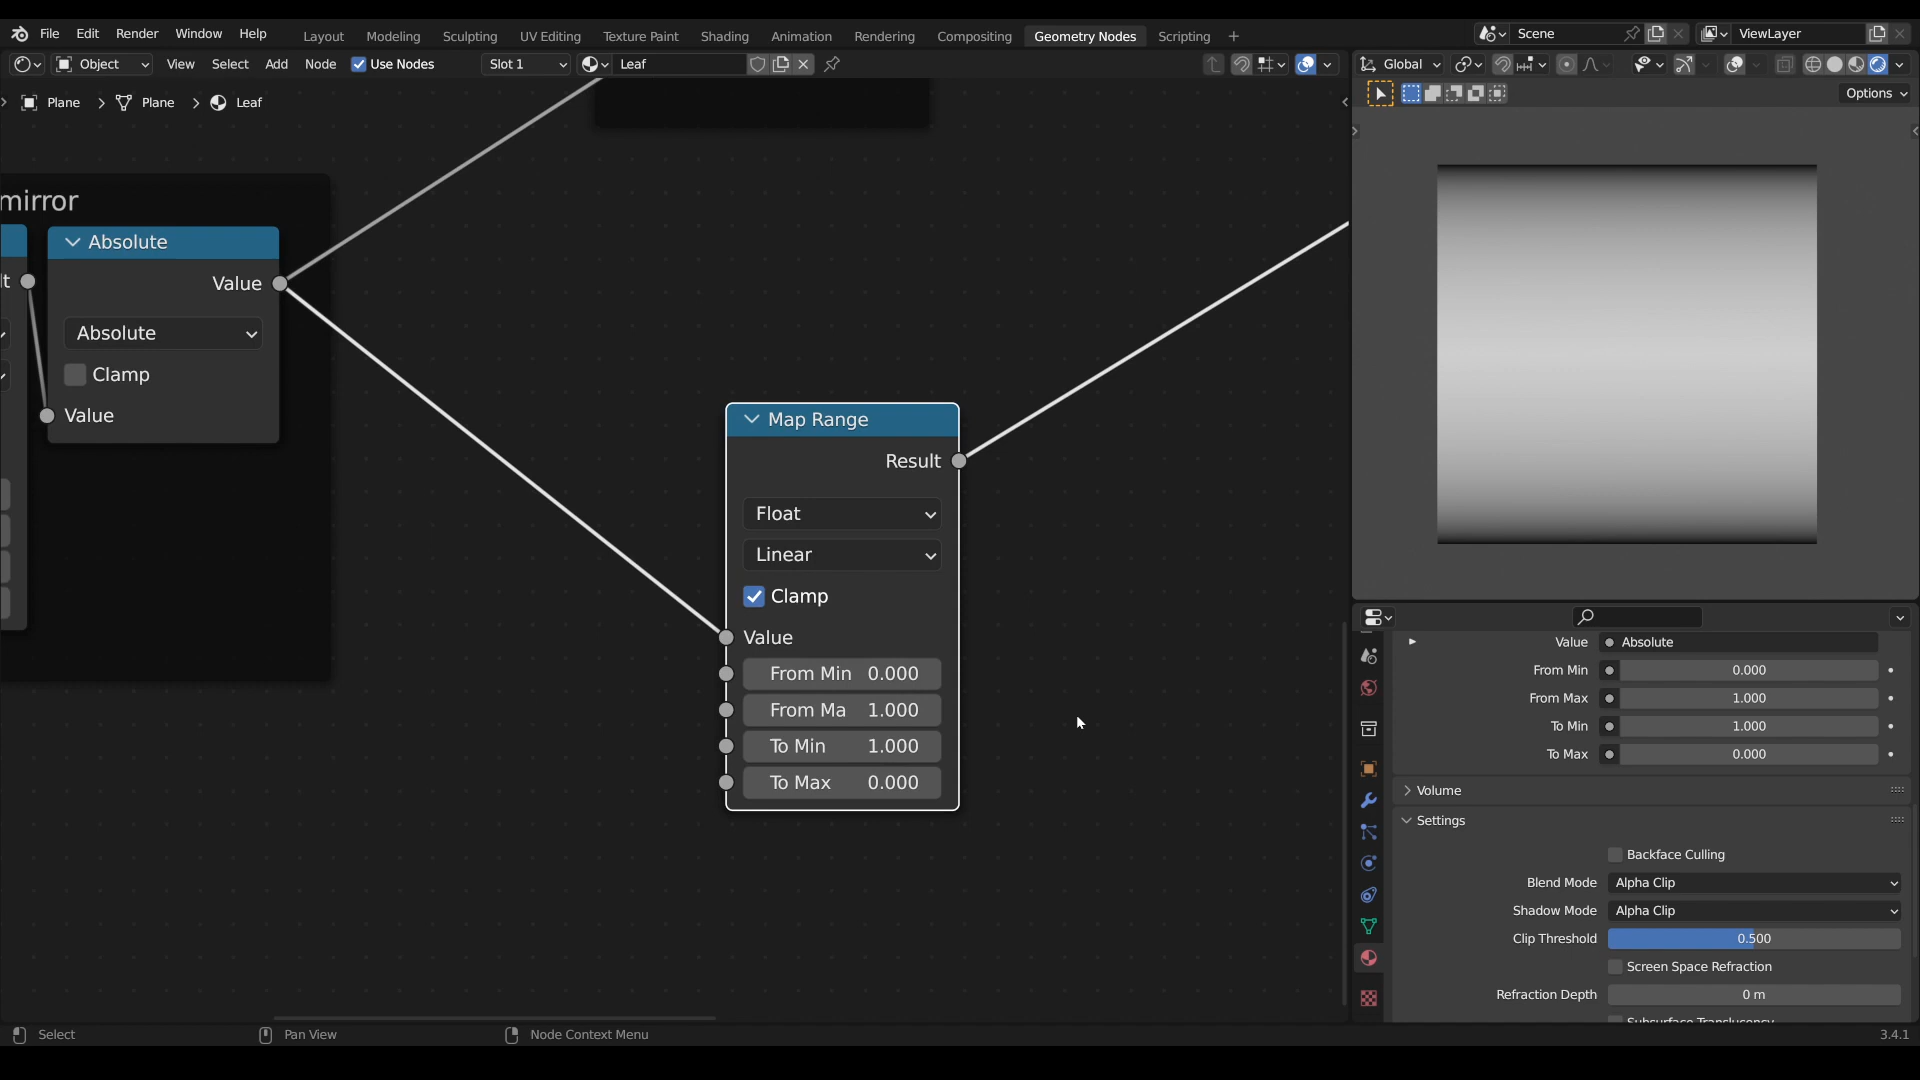 File Edit Render Window Help Layout Modeling Sculpting UV Editing Texture Paint Shading Animation Rendering Compositing Geometry Nodes Scripting + Scene ViewLayer
Object View Select Add Node Use Nodes Slot 1 Leaf Global
Options
Plane > Plane > Leaf
mirror
Absolute
Value
Absolute
Clamp
Value
Map Range
Result
Float
Linear
Clamp
Value
From Min 0.000
From Ma 1.000
To Min 1.000
To Max 0.000
Value Absolute
From Min 0.000
From Max 1.000
To Min 1.000
To Max 0.000
Volume
Settings
Backface Culling
Blend Mode Alpha Clip
Shadow Mode Alpha Clip
Clip Threshold 0.500
Screen Space Refraction
Refraction Depth 0 m
Subsurface Translucency
Select Pan View Node Context Menu 3.4.1